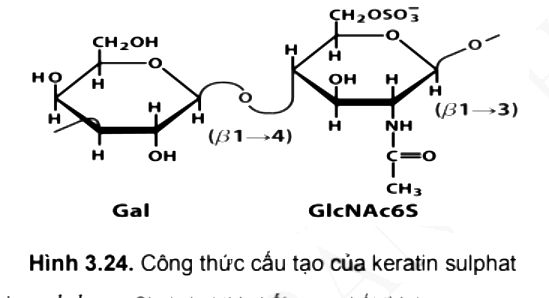 CH₂OH
O
H
HO
H
H
H
OH
H
O
(β1→4)
CH₂OSO₃⁻
O
H
H
OH
H
H
H
NH
C=O
CH₃
O
(β1→3)
Gal
GlcNAc6S
Hình 3.24. Công thức cấu tạo của keratin sulphat